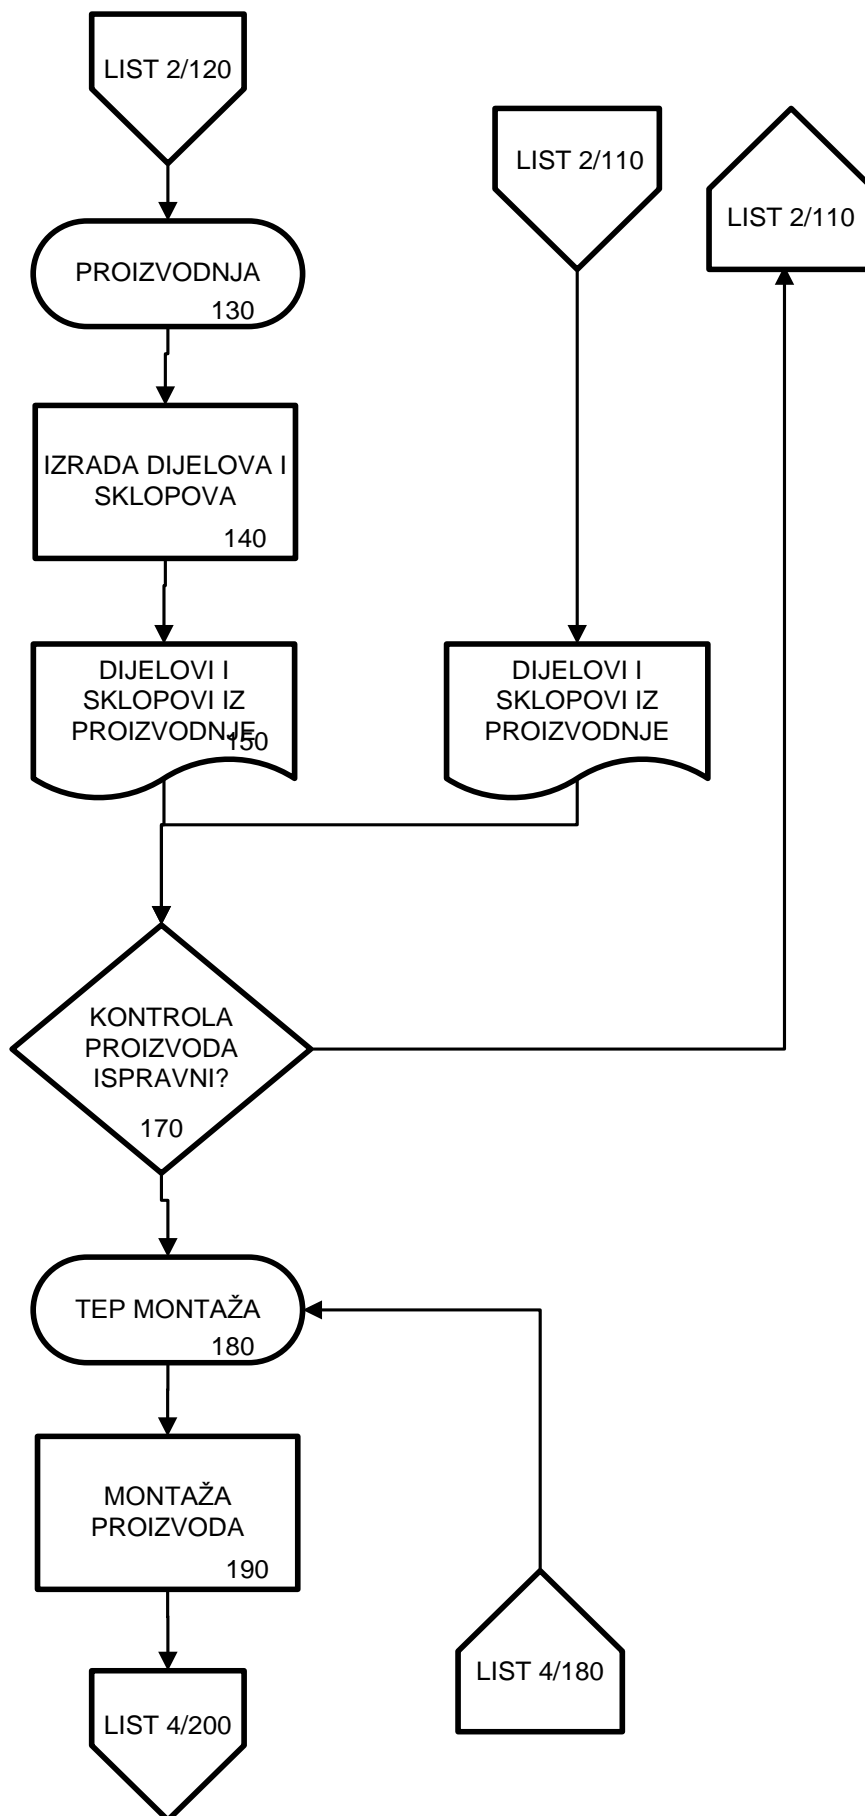 LIST 2/120
LIST 2/110
LIST 2/110
PROIZVODNJA
130
IZRADA DIJELOVA I
SKLOPOVA
140
DIJELOVI I
SKLOPOVI IZ
PROIZVODNJE
150
DIJELOVI I
SKLOPOVI IZ
PROIZVODNJE
KONTROLA
PROIZVODA
ISPRAVNI?
170
TEP MONTAŽA
180
MONTAŽA
PROIZVODA
190
LIST 4/180
LIST 4/200